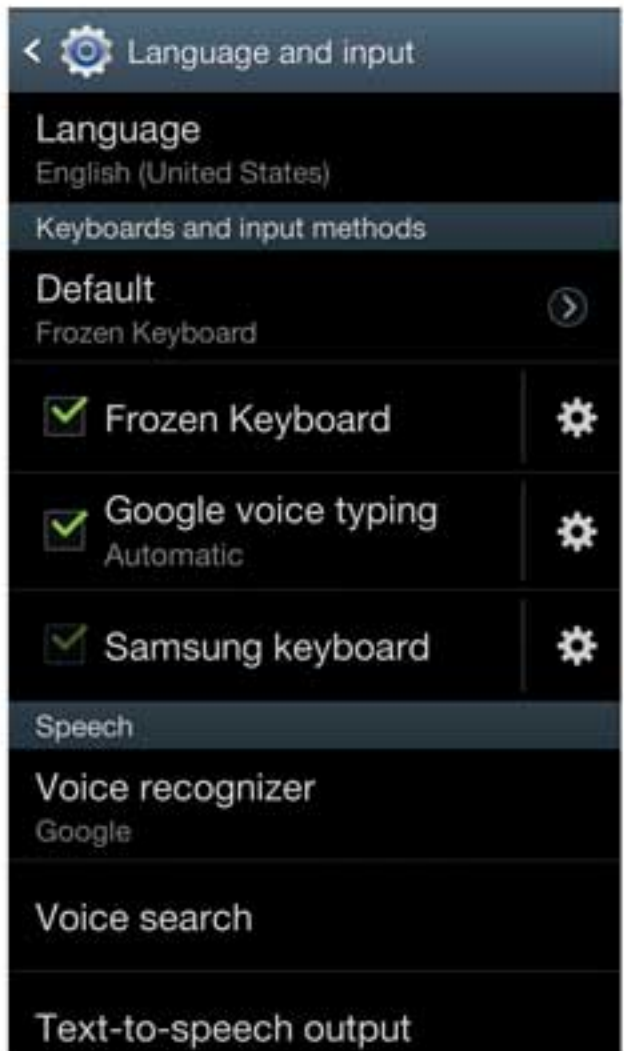 Language and input
Language
English (United States)
Keyboards and input methods
Default
Frozen Keyboard
Frozen Keyboard
Google voice typing
Automatic
Samsung keyboard
Speech
Voice recognizer
Google
Voice search
Text-to-speech output